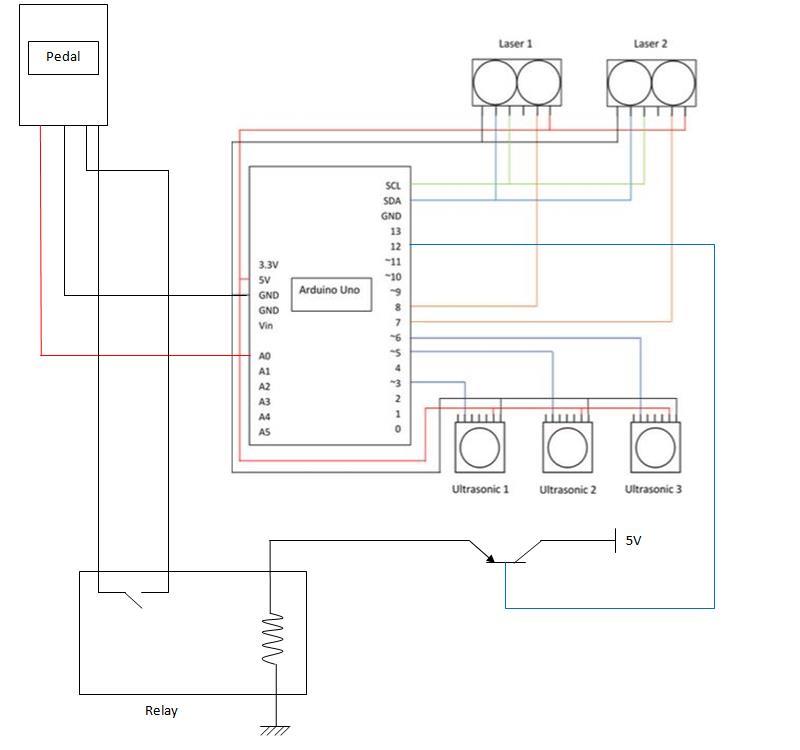 Pedal
Laser 1
Laser 2
SCL
SDA
GND
13
12
~11
~10
~9
8
7
~6
~5
4
~3
2
1
0
3.3V
5V
GND
GND
Vin
A0
A1
A2
A3
A4
A5
Arduino Uno
Ultrasonic 1
Ultrasonic 2
Ultrasonic 3
5V
Relay